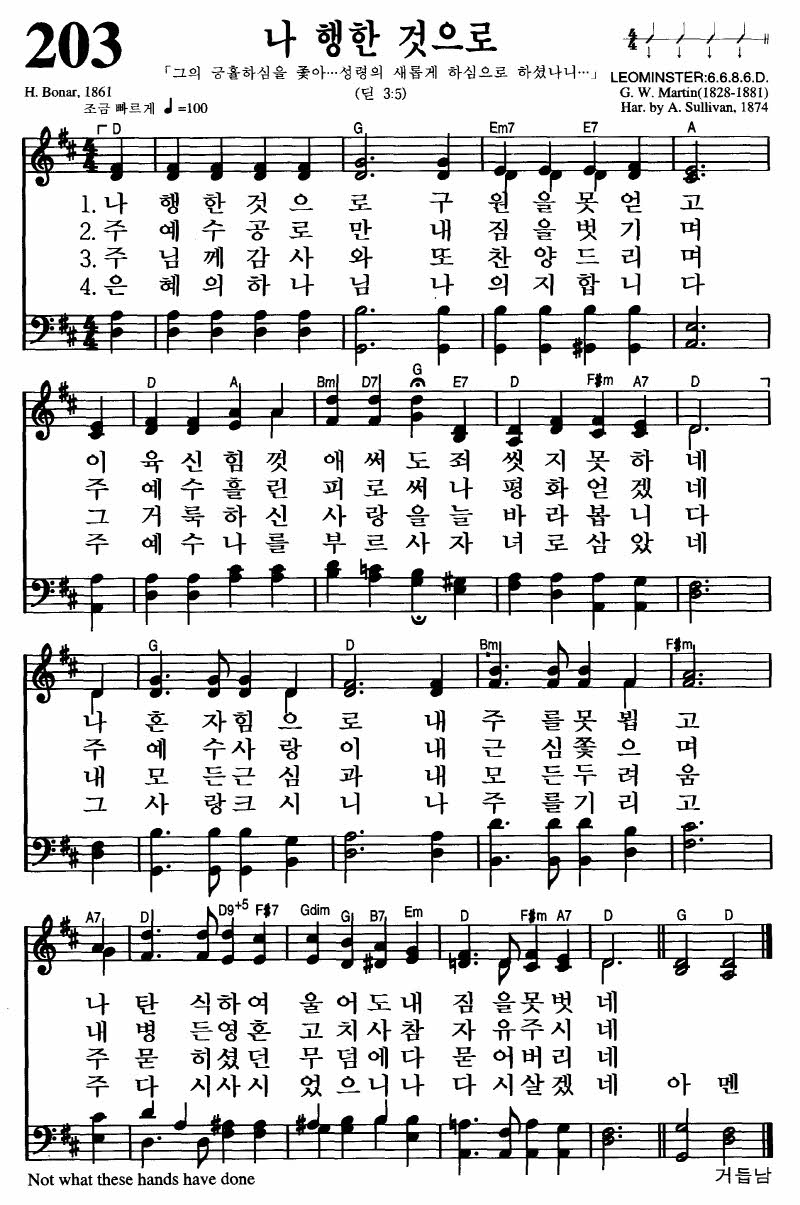 203
나 행한 것으로
「그의 긍휼하심을 좇아…성령의 새롭게 하심으로 하셨나니…」
LEOMINSTER:6.6.8.6.D.
H. Bonar, 1861
(딛 3:5)
G. W. Martin(1828-1881)
조금 빠르게 ♩=100
Har. by A. Sullivan, 1874
D G Em7 E7 A
1. 나 행 한 것 으 로 구 원 을 못 얻 고
2. 주 예 수 공 로 만 내 짐 을 벗 기 며
3. 주 님 께 감 사 와 또 찬 양 드 리 며
4. 은 혜 의 하 나 님 나 의 지 합 니 다
D A Bm D7 G E7 D F#m A7 D
이 육 신 힘 껏 애 써 도 죄 씻 지 못 하 네
주 예 수 흘 린 피 로 써 나 평 화 얻 겠 네
그 거 룩 하 신 사 랑 을 늘 바 라 봅 니 다
주 예 수 나 를 부 르 사 자 녀 로 삼 았 네
G D Bm F#m
나 혼 자 힘 으 로 내 주 를 못 뵙 고
주 예 수 사 랑 이 내 근 심 쫓 으 며
내 모 든 근 심 과 내 모 든 두 려 움
그 사 랑 크 시 니 나 주 를 기 리 고
A7 D D9+5 F#7 Gdim G B7 Em D F#m A7 D G D
나 탄 식 하 여 울 어 도 내 짐 을 못 벗 네
내 병 든 영 혼 고 치 사 참 자 유 주 시 네
주 묻 히 셨 던 무 덤 에 다 묻 어 버 리 네
주 다 시 사 시 었 으 니 나 다 시 살 겠 네 아 멘
Not what these hands have done
거듭남